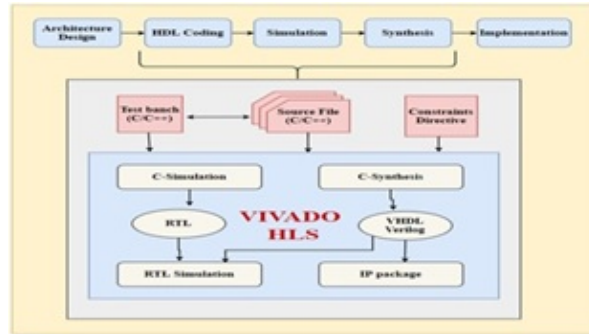 Architecture
Design
HDL Coding
Simulation
Synthesis
Implementation
Test banch
(C/C++)
Source File
(C/C++)
Constraints
Directive
C-Simulation
C-Synthesis
RTL
VIVADO
HLS
VHDL
Verilog
RTL Simulation
IP package